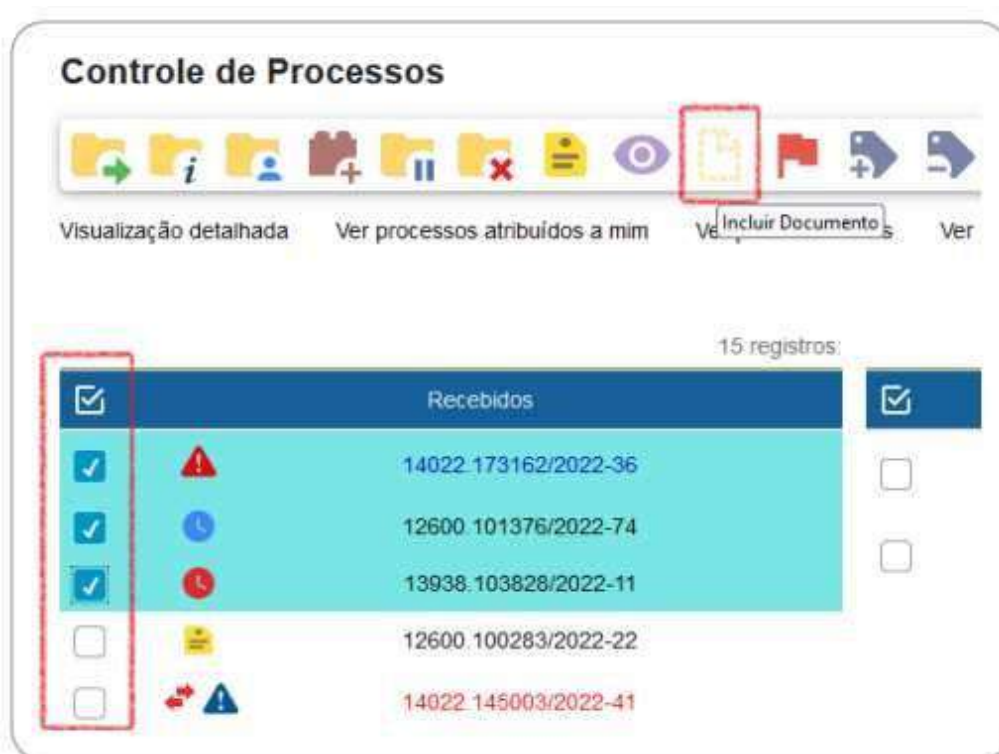 Controle de Processos
Visualização detalhada Ver processos atribuídos a mim Ver Incluir Documento s Ver
15 registros:
Recebidos
14022.173162/2022-36
12600.101376/2022-74
13938.103828/2022-11
12600.100283/2022-22
14022.145003/2022-41